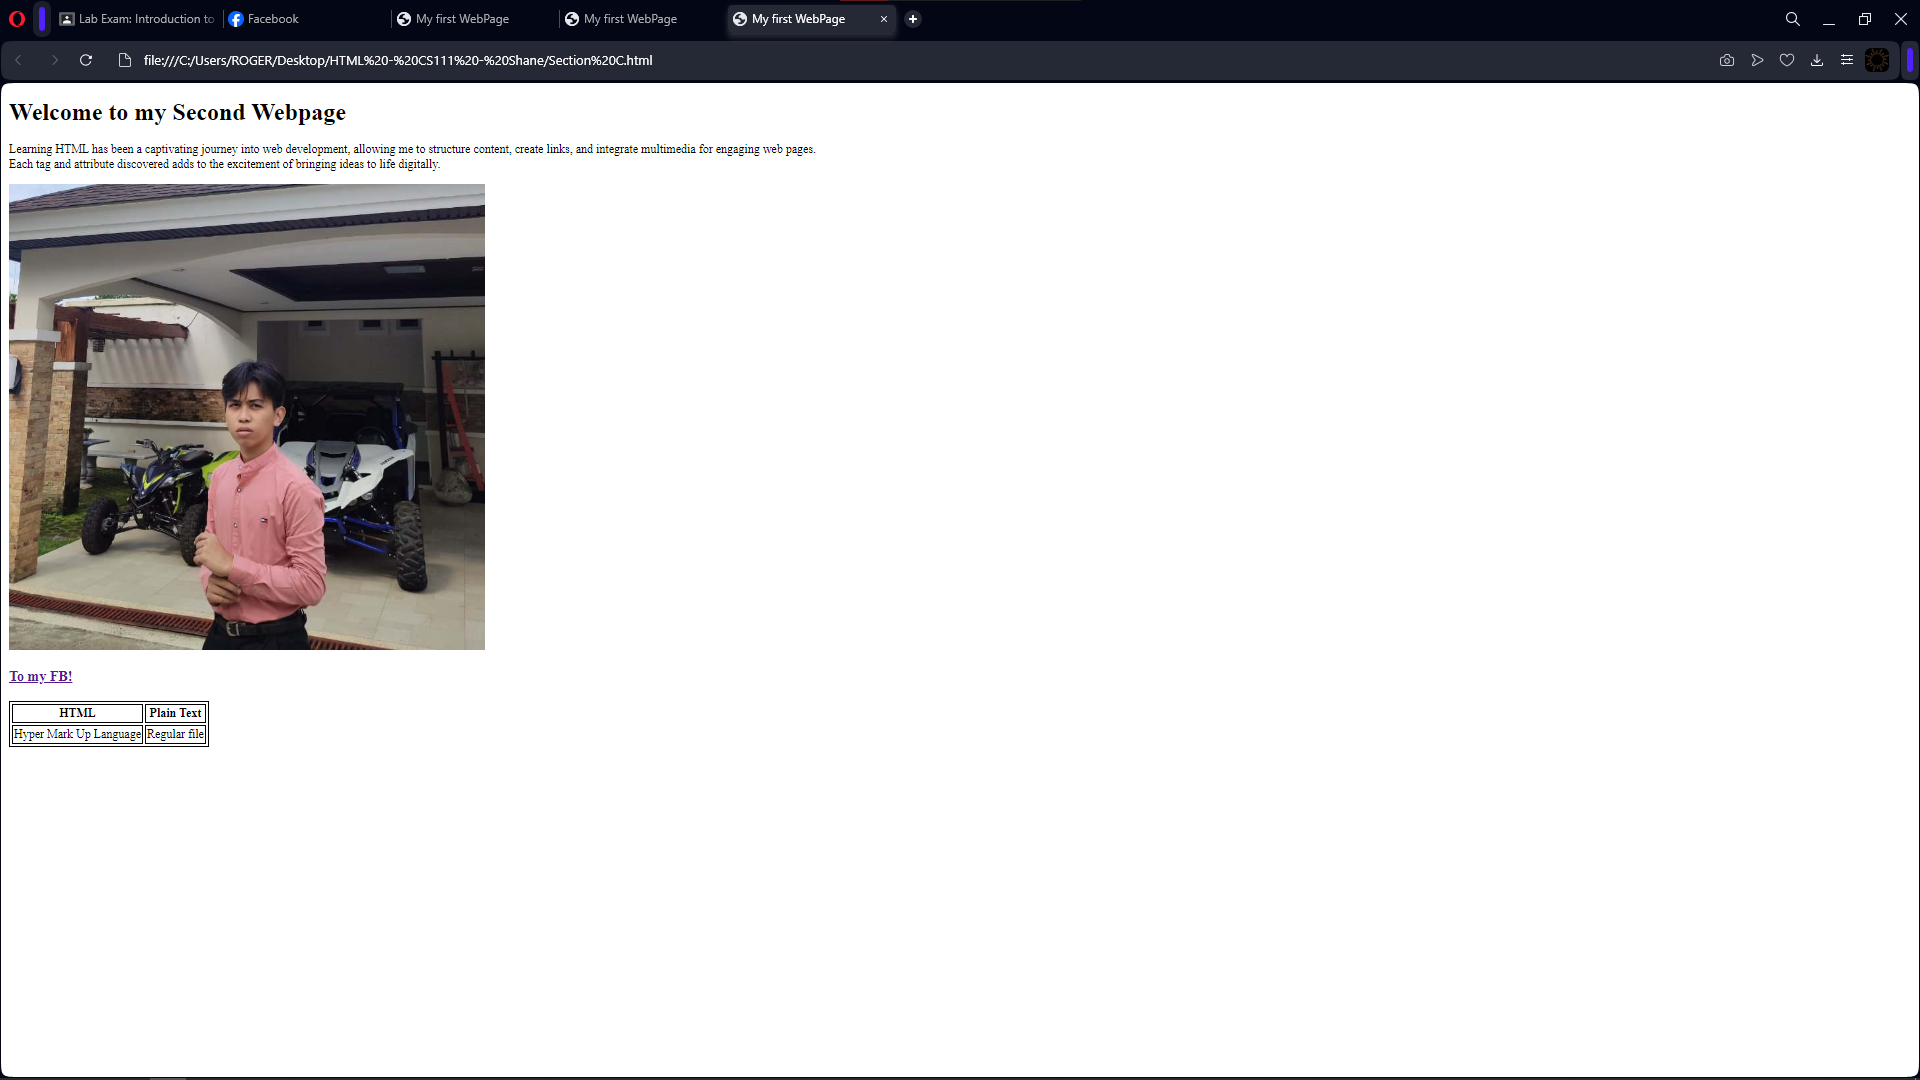 Lab Exam: Introduction to
Facebook
My first WebPage
My first WebPage
My first WebPage
file:///C:/Users/ROGER/Desktop/HTML%20-%20CS111%20-%20Shane/Section%20C.html
Welcome to my Second Webpage
Learning HTML has been a captivating journey into web development, allowing me to structure content, create links, and integrate multimedia for engaging web pages.
Each tag and attribute discovered adds to the excitement of bringing ideas to life digitally.
YAMAHA
To my FB!
HTML Plain Text
Hyper Mark Up Language Regular file